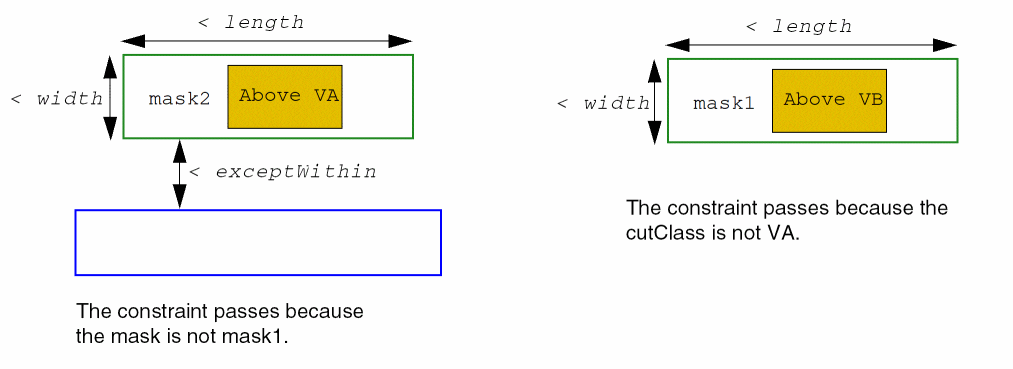 < length
< width
mask2
Above VA
< exceptWithin
The constraint passes because
the mask is not mask1.
< length
< width
mask1
Above VB
The constraint passes because the
cutClass is not VA.